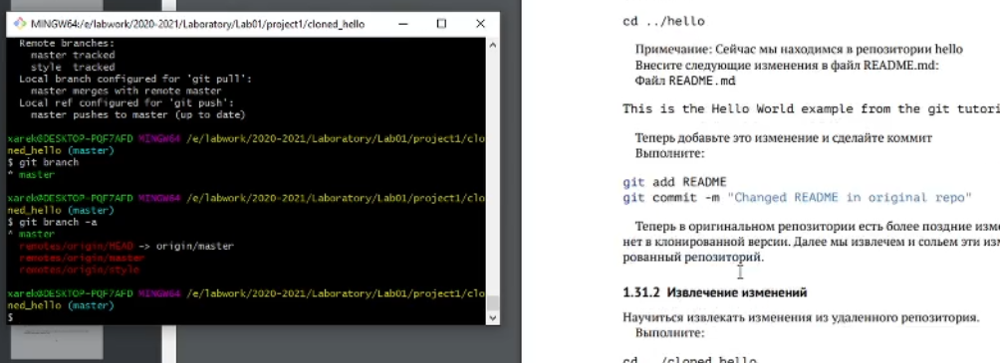 MINGW64:/e/labwork/2020-2021/Laboratory/Lab01/project1/cloned_hello
Remote branches:
master tracked
style tracked
Local branch configured for 'git pull':
master merges with remote master
Local ref configured for 'git push':
master pushes to master (up to date)
xarek@DESKTOP-PQF7AFD MINGW64 /e/labwork/2020-2021/Laboratory/Lab01/project1/clo
ned_hello (master)
$ git branch
* master
xarek@DESKTOP-PQF7AFD MINGW64 /e/labwork/2020-2021/Laboratory/Lab01/project1/clo
ned_hello (master)
$ git branch -a
* master
remotes/origin/HEAD -> origin/master
remotes/origin/master
remotes/origin/style
xarek@DESKTOP-PQF7AFD MINGW64 /e/labwork/2020-2021/Laboratory/Lab01/project1/clo
ned_hello (master)
$
cd ../hello
Примечание: Сейчас мы находимся в репозитории hello
Внесите следующие изменения в файл README.md:
Файл README.md
This is the Hello World example from the git tutori
Теперь добавьте это изменение и сделайте коммит
Выполните:
git add README
git commit -m "Changed README in original repo"
Теперь в оригинальном репозитории есть более поздние изме
нет в клонированной версии. Далее мы извлечем и сольем эти из
рованный репозиторий.
1.31.2 Извлечение изменений
Научиться извлекать изменения из удаленного репозитория.
Выполните:
cd ../cloned_hello